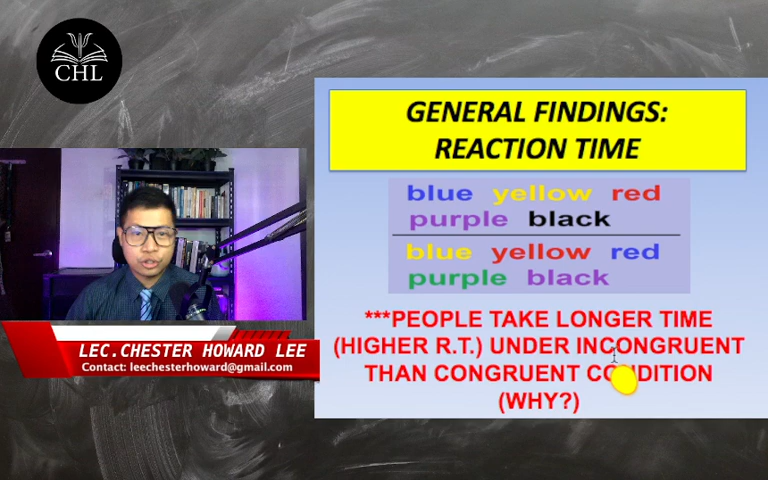 CHL
GENERAL FINDINGS:
REACTION TIME
blue yellow red
purple black
blue yellow red
purple black
***PEOPLE TAKE LONGER TIME
(HIGHER R.T.) UNDER INCONGRUENT
THAN CONGRUENT CONDITION
(WHY?)
LEC.CHESTER HOWARD LEE
Contact: leechesterhoward@gmail.com